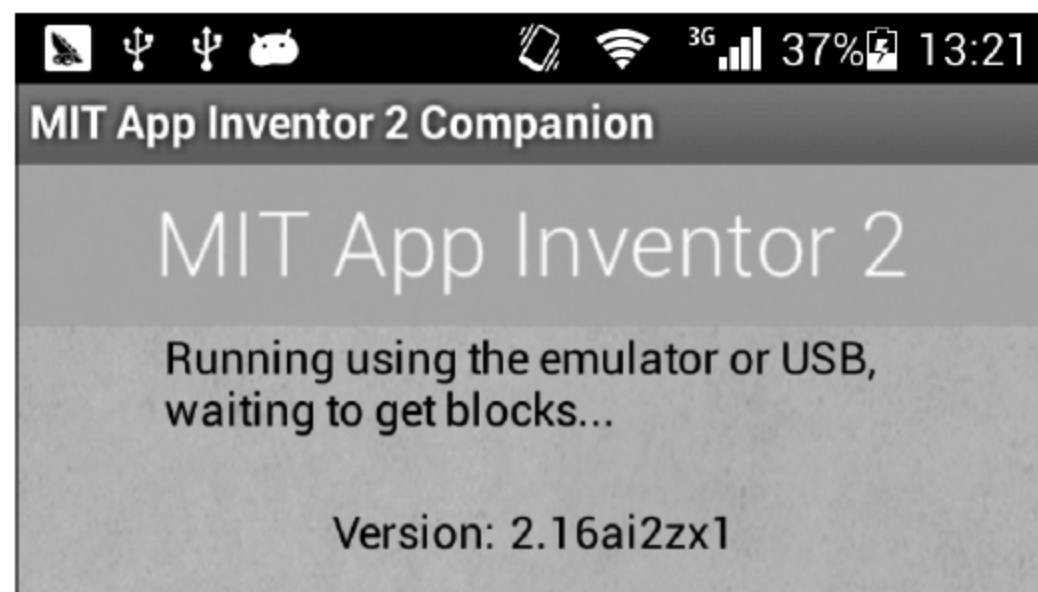 3G 37% 13:21
MIT App Inventor 2 Companion
MIT App Inventor 2
Running using the emulator or USB,
waiting to get blocks...
Version: 2.16ai2zx1